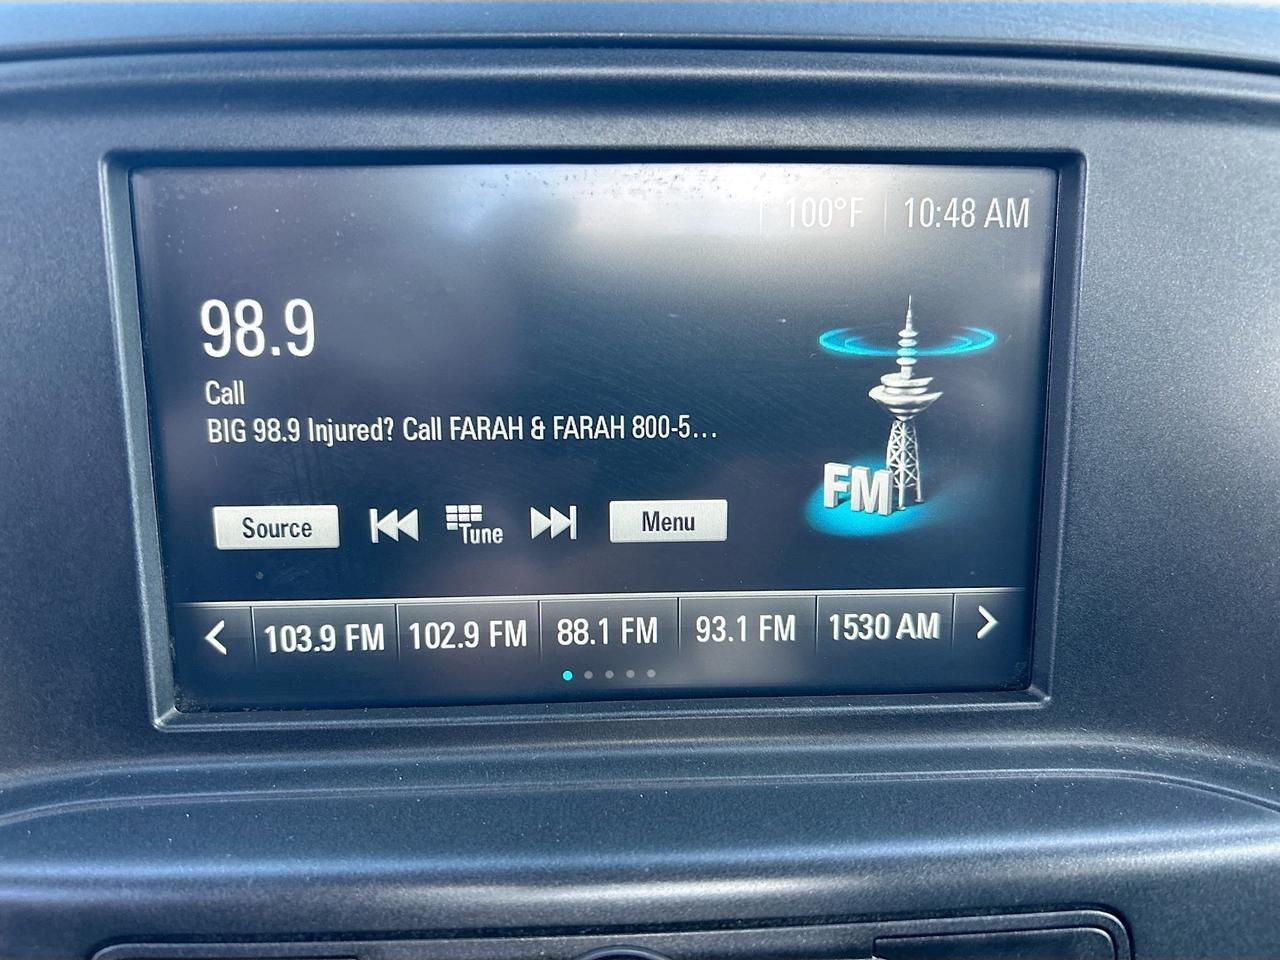 100°F 10:48 AM
98.9
Call
BIG 98.9 Injured? Call FARAH & FARAH 800-5...
FM
Source Tune Menu
< 103.9 FM 102.9 FM 88.1 FM 93.1 FM 1530 AM >